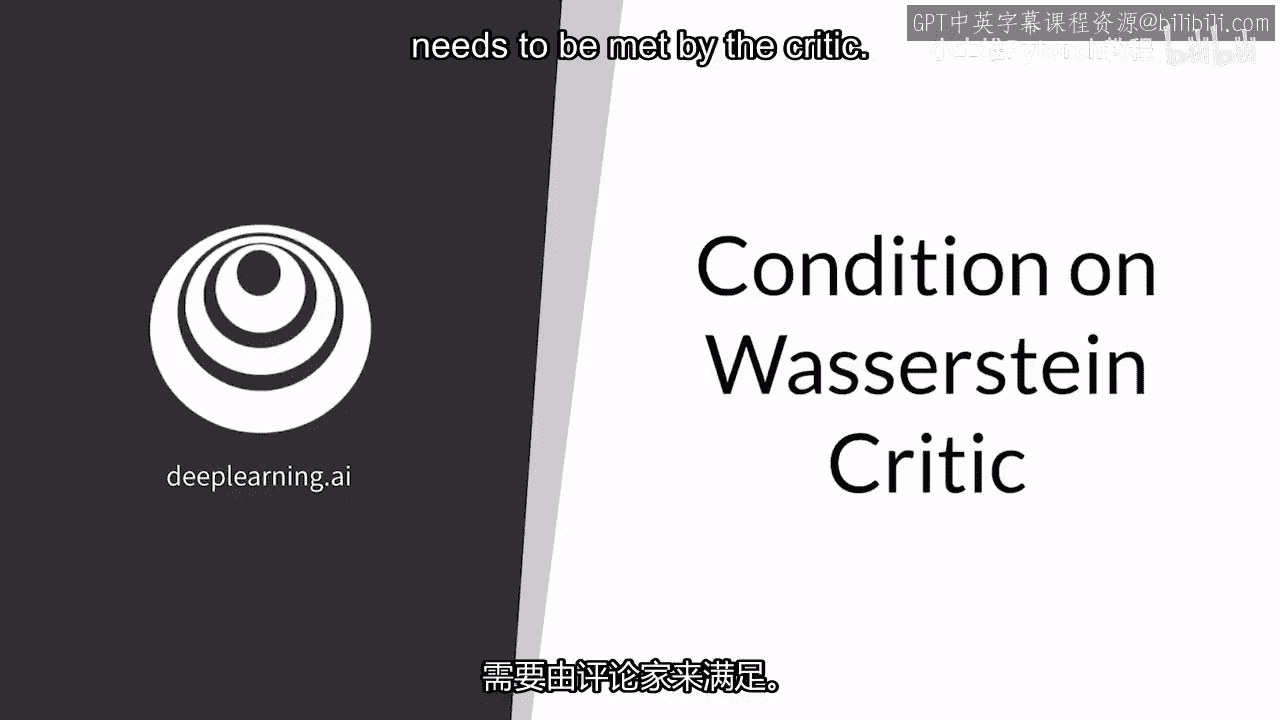 GPT中英字幕课程资源@bilibili.com
needs to be met by the critic.
Condition on
Wasserstein
Critic
deeplearning.ai
需要由评论家来满足。